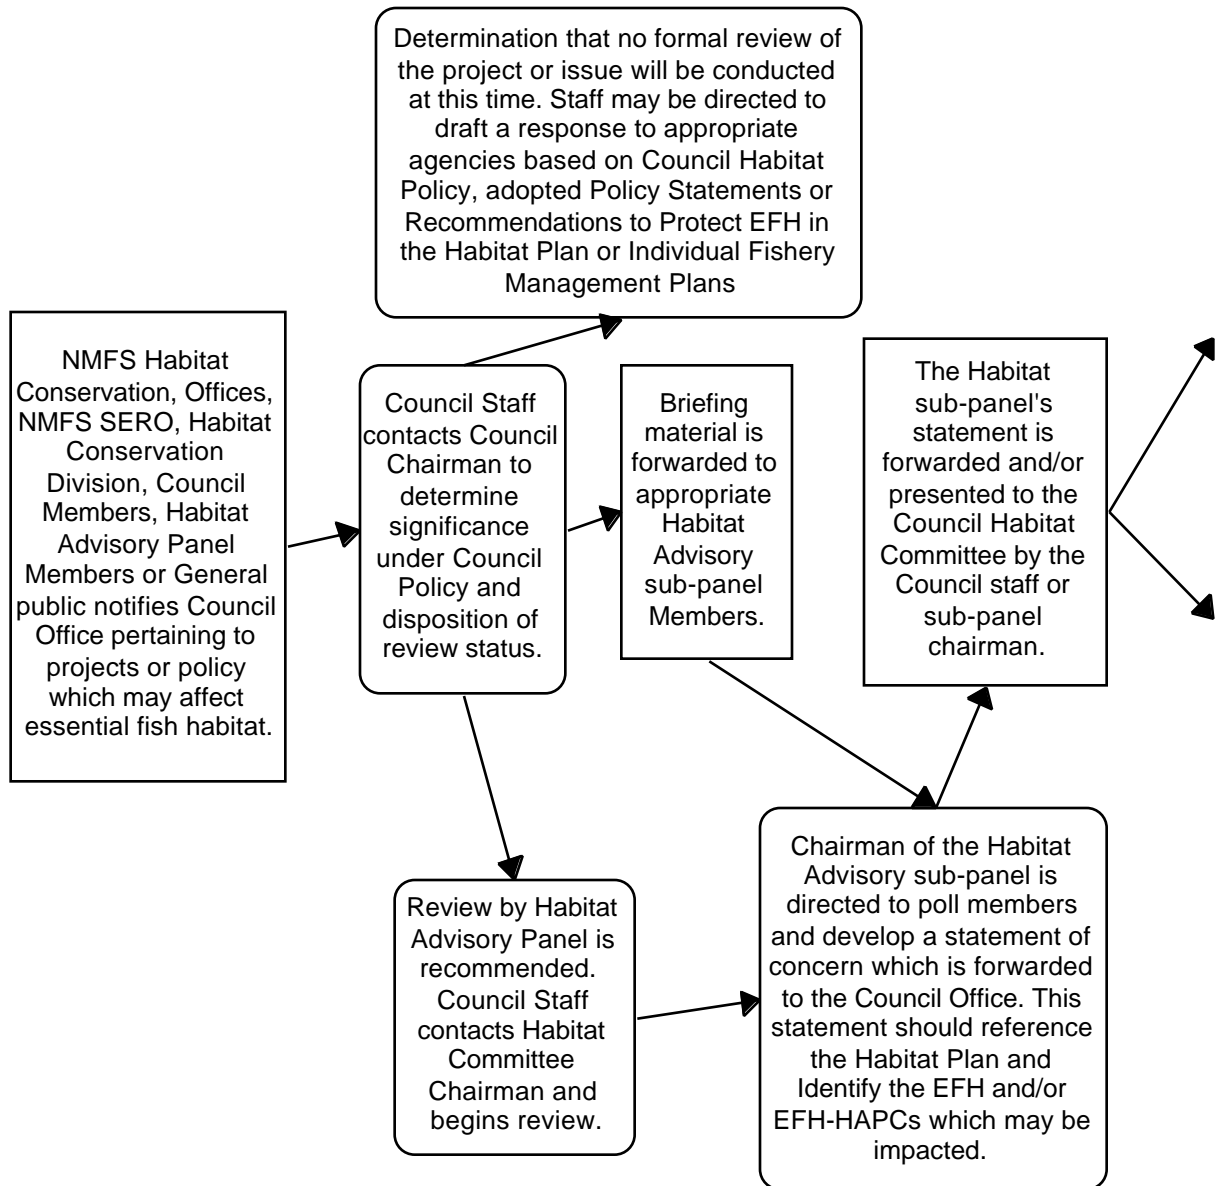 Determination that no formal review of
the project or issue will be conducted
at this time. Staff may be directed to
draft a response to appropriate
agencies based on Council Habitat
Policy, adopted Policy Statements or
Recommendations to Protect EFH in
the Habitat Plan or Individual Fishery
Management Plans
NMFS Habitat
Conservation, Offices,
NMFS SERO, Habitat
Conservation
Division, Council
Members, Habitat
Advisory Panel
Members or General
public notifies Council
Office pertaining to
projects or policy
which may affect
essential fish habitat.
Council Staff
contacts Council
Chairman to
determine
significance
under Council
Policy and
disposition of
review status.
Briefing
material is
forwarded to
appropriate
Habitat
Advisory
sub-panel
Members.
The Habitat
sub-panel's
statement is
forwarded and/or
presented to the
Council Habitat
Committee by the
Council staff or
sub-panel
chairman.
Review by Habitat
Advisory Panel is
recommended.
Council Staff
contacts Habitat
Committee
Chairman and
begins review.
Chairman of the Habitat
Advisory sub-panel is
directed to poll members
and develop a statement of
concern which is forwarded
to the Council Office. This
statement should reference
the Habitat Plan and
Identify the EFH and/or
EFH-HAPCs which may be
impacted.